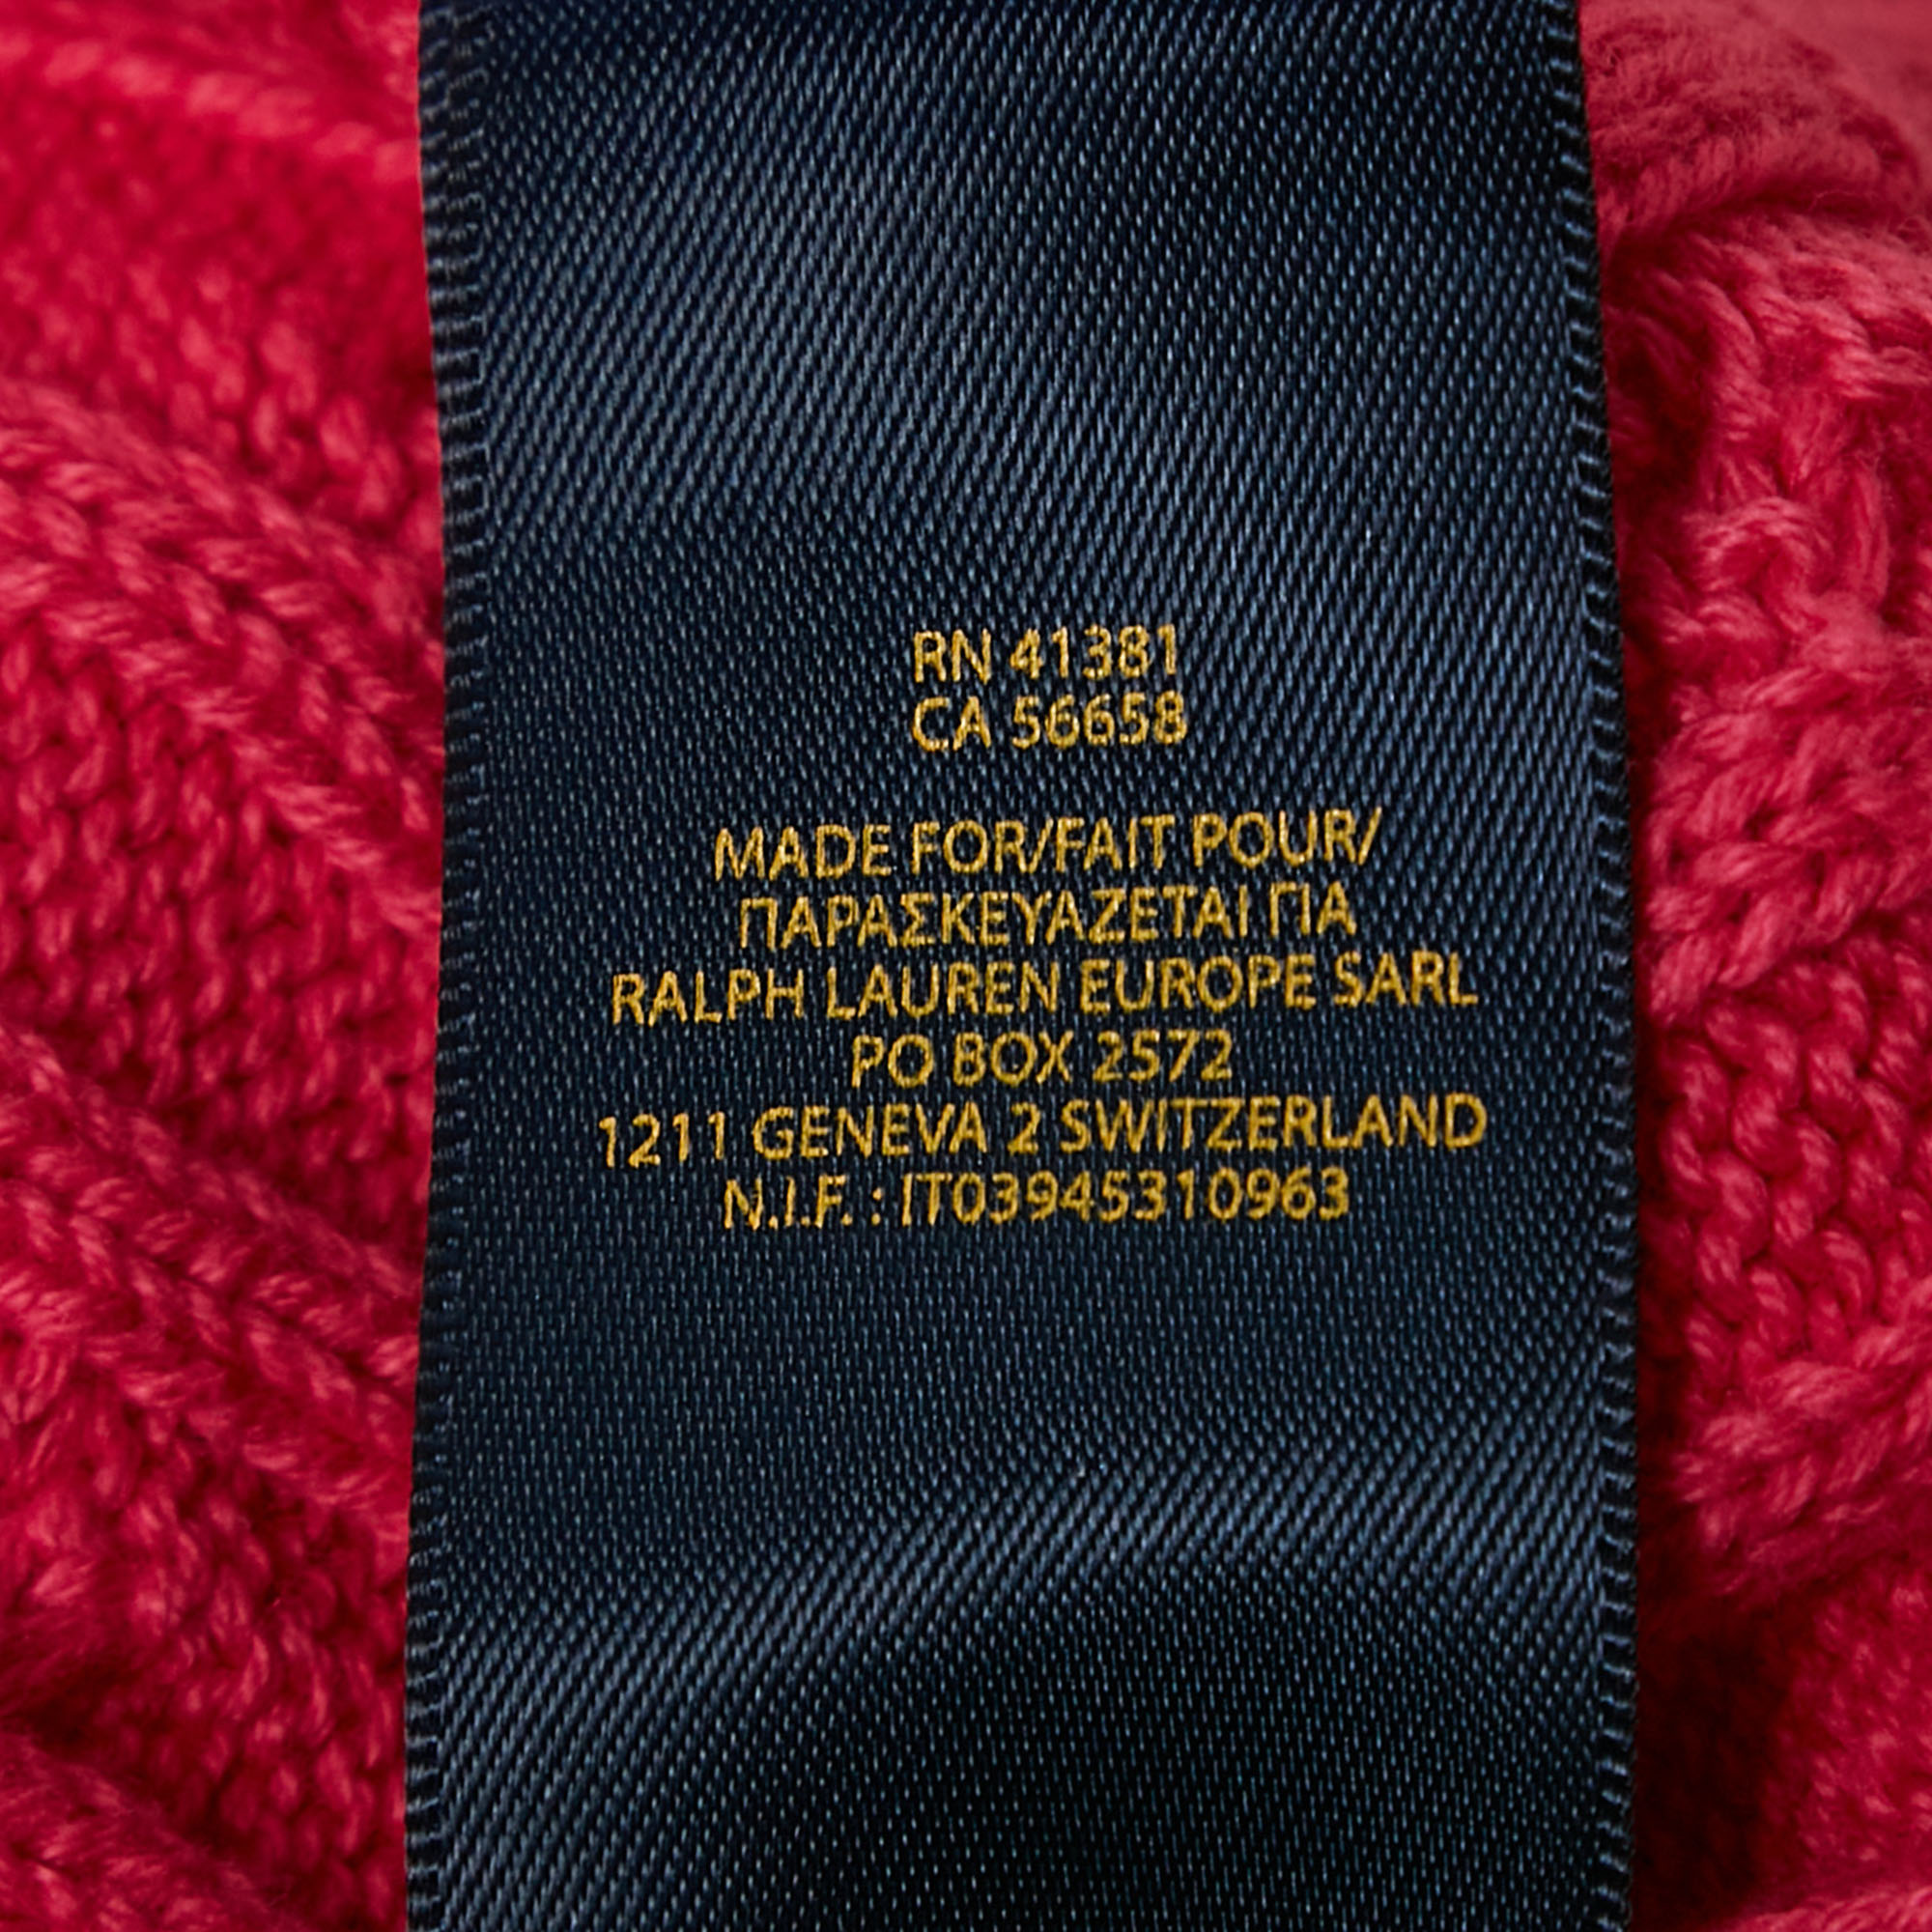 RN 41381
CA 56658
MADE FOR/FAIT POUR/
ΠΑΡΑΣΚΕΥΑΖΕΤΑΙ ΓΙΑ
RALPH LAUREN EUROPE SARL
PO BOX 2572
1211 GENEVA 2 SWITZERLAND
N.I.F. : IT03945310963